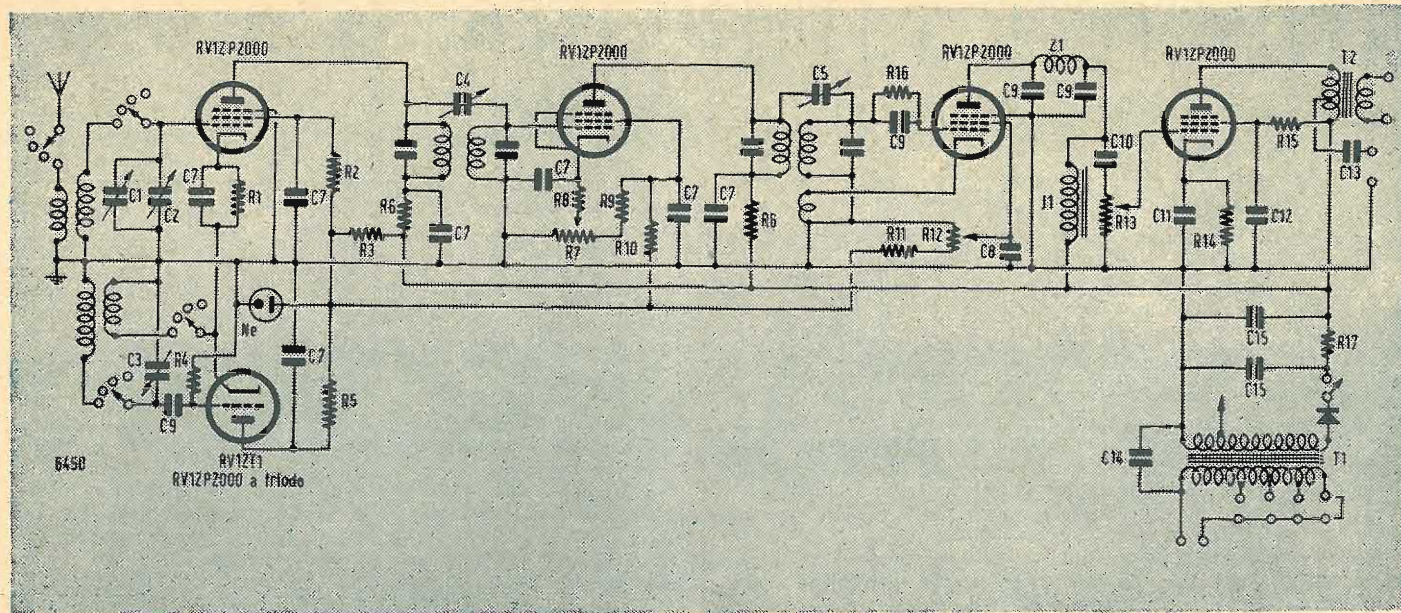 RV12P2000
RV12P2000
RV12P2000
Z1
RV12P2000
T2
C4
C5
R16
C9
C9
C9
C10
R15
C13
C1
C2
C7
R1
C7
R2
R6
R3
C7
C7
R8
R9
R7
R10
C7
C7
R6
R11
R12
C8
J1
R13
C11
R14
C12
Ne
C3
R4
C9
C7
R5
C15
C15
R17
C14
T1
6450
RV12T1
RV12P2000 a triode